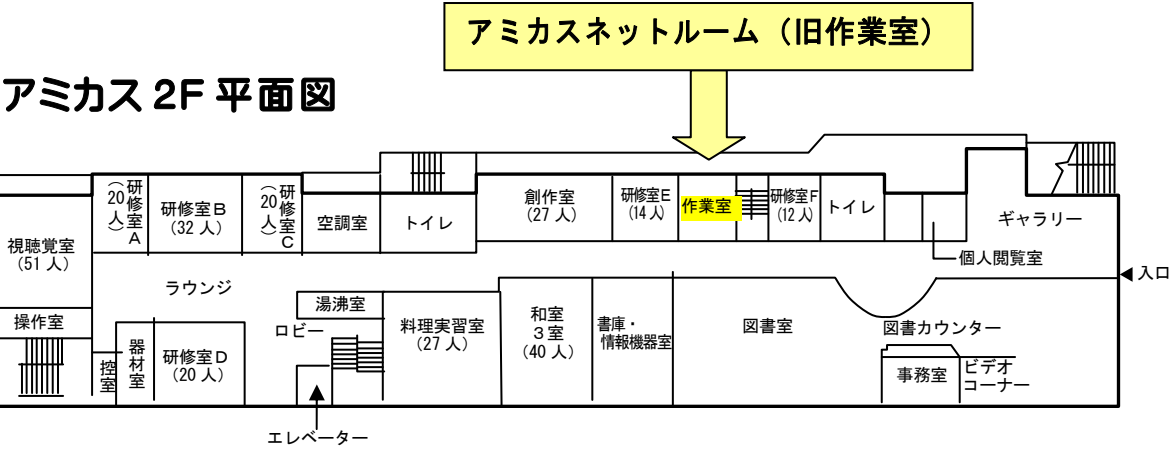 アミカスネットルーム（旧作業室）
アミカス 2F 平面図
研修室A
（20人）
研修室B
（32 人）
研修室C
（20人）
空調室
トイレ
創作室
（27 人）
研修室E
（14 人）
作業室
研修室F
（12 人）
トイレ
ギャラリー
視聴覚室
（51 人）
個人閲覧室
入口
ラウンジ
操作室
ロビー
湯沸室
料理実習室
（27 人）
和室
３室
（40 人）
書庫・
情報機器室
図書室
図書カウンター
控室
器材室
研修室D
（20 人）
事務室
ビデオ
コーナー
エレベーター